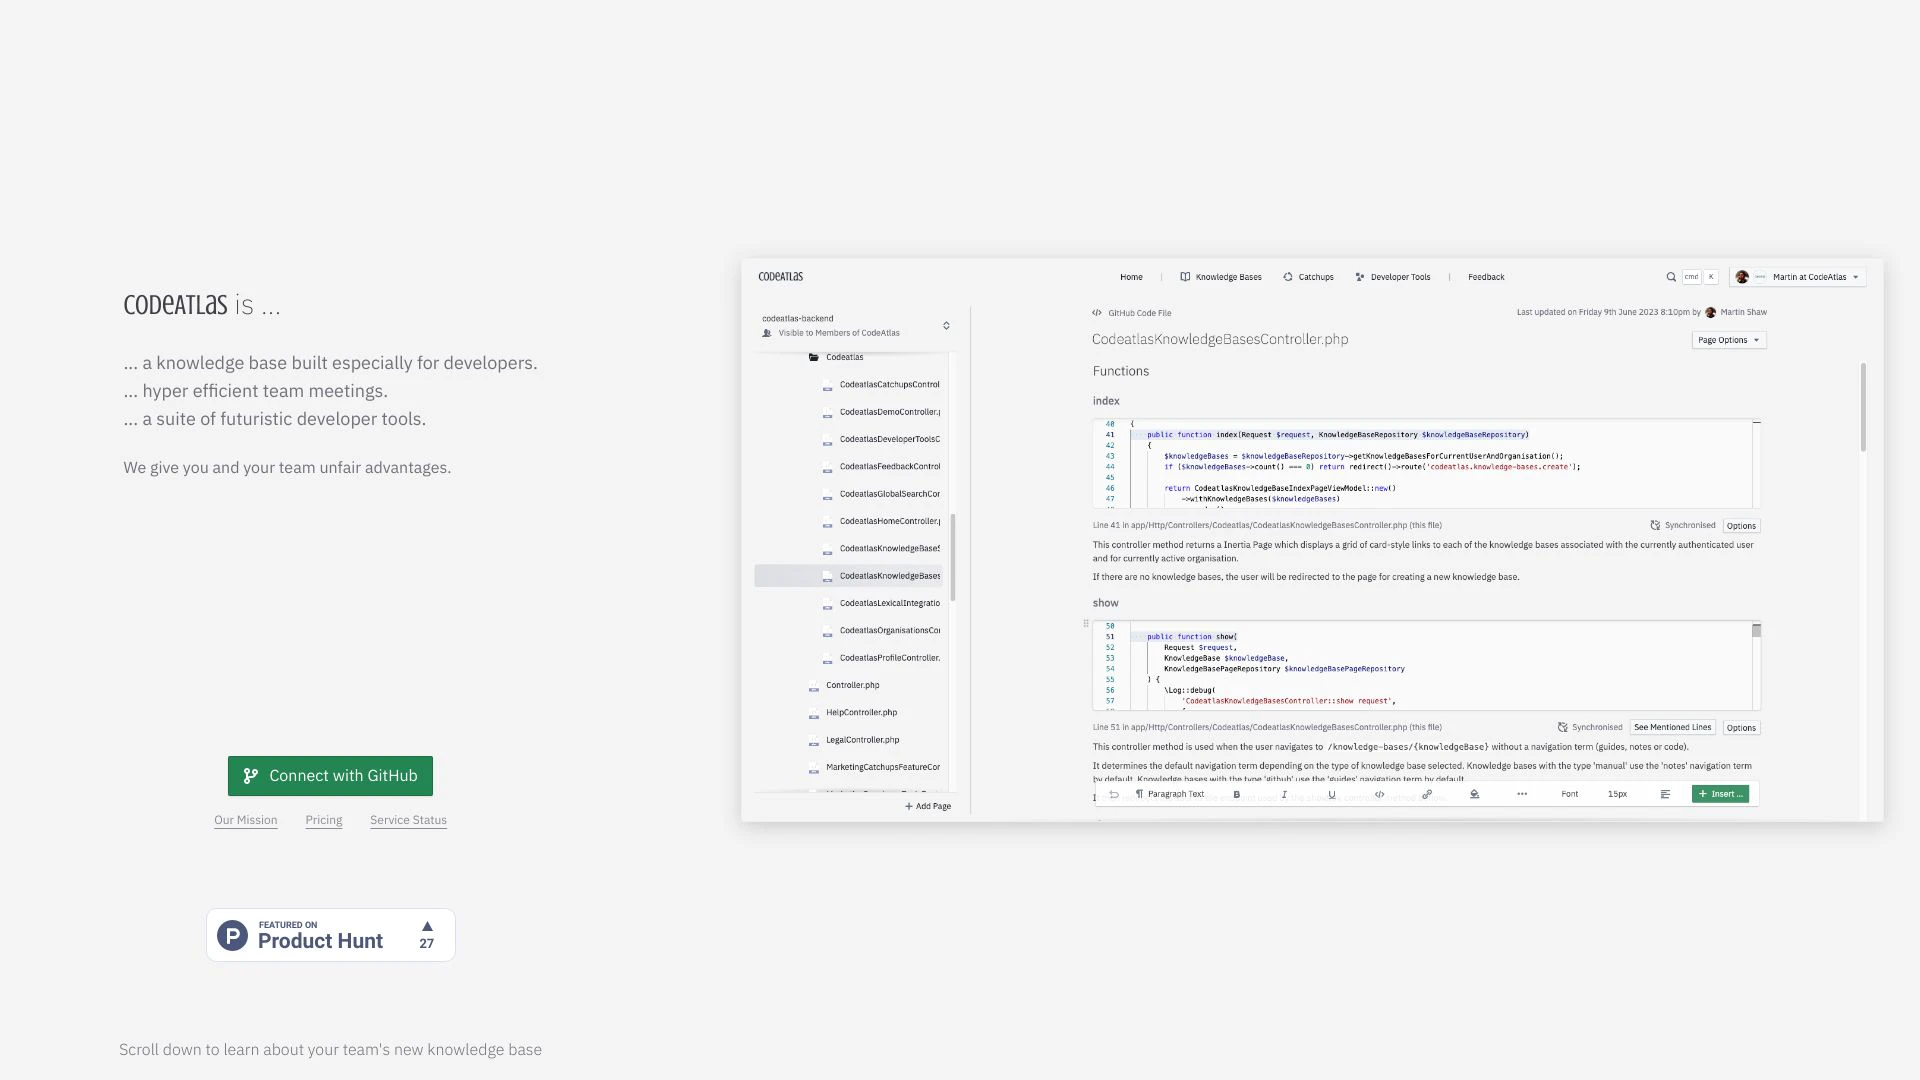 CODEATLAS is ...
... a knowledge base built especially for developers.
... hyper efficient team meetings.
... a suite of futuristic developer tools.
We give you and your team unfair advantages.
Connect with GitHub
Our Mission Pricing Service Status
FEATURED ON
Product Hunt
27
Scroll down to learn about your team's new knowledge base
CODEATLAS
Home | Knowledge Bases Catchups Developer Tools | Feedback
cmd K
Martin at CodeAtlas
codeatlas-backend
Visible to Members of CodeAtlas
Codeatlas
CodeatlasCatchupsControl
CodeatlasDemoController.p
CodeatlasDeveloperToolsC
CodeatlasFeedbackControl
CodeatlasGlobalSearchCor
CodeatlasHomeController.p
CodeatlasKnowledgeBaseS
CodeatlasKnowledgeBases
CodeatlasLexicalIntegratio
CodeatlasOrganisationsCor
CodeatlasProfileController.
Controller.php
HelpController.php
LegalController.php
MarketingCatchupsFeatureCor
+ Add Page
</> GitHub Code File
Last updated on Friday 9th June 2023 8:10pm by Martin Shaw
CodeatlasKnowledgeBasesController.php
Page Options
Functions
index
40 {
41 public function index(Request $request, KnowledgeBaseRepository $knowledgeBaseRepository)
42 {
43 $knowledgeBases = $knowledgeBaseRepository->getKnowledgeBasesForCurrentUserAndOrganisation();
44 if ($knowledgeBases->count() === 0) return redirect()->route('codeatlas.knowledge-bases.create');
45
46 return CodeatlasKnowledgeBaseIndexPageViewModel::new()
47 ->withKnowledgeBases($knowledgeBases)
Line 41 in app/Http/Controllers/Codeatlas/CodeatlasKnowledgeBasesController.php (this file)
Synchronised Options
This controller method returns a Inertia Page which displays a grid of card-style links to each of the knowledge bases associated with the currently authenticated user
and for currently active organisation.
If there are no knowledge bases, the user will be redirected to the page for creating a new knowledge base.
show
50
51 public function show(
52 Request $request,
53 KnowledgeBase $knowledgeBase,
54 KnowledgeBasePageRepository $knowledgeBasePageRepository
55 ) {
56 \Log::debug(
57 'CodeatlasKnowledgeBasesController::show request',
Line 51 in app/Http/Controllers/Codeatlas/CodeatlasKnowledgeBasesController.php (this file)
Synchronised See Mentioned Lines Options
This controller method is used when the user navigates to /knowledge-bases/{knowledgeBase} without a navigation term (guides, notes or code).
It determines the default navigation term depending on the type of knowledge base selected. Knowledge bases with the type 'manual' use the 'notes' navigation term
by default. Knowledge bases with the type 'github' use the 'guides' navigation term by default.
Paragraph Text B I U </> ... Font 15px + Insert ...